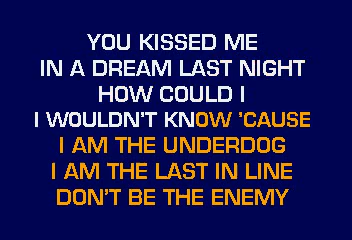 YOU KISSED ME
IN A DREAM LAST NIGHT
HOW COULD I
I WOULDN'T KNOW 'CAUSE
I AM THE UNDERDOG
I AM THE LAST IN LINE
DON'T BE THE ENEMY